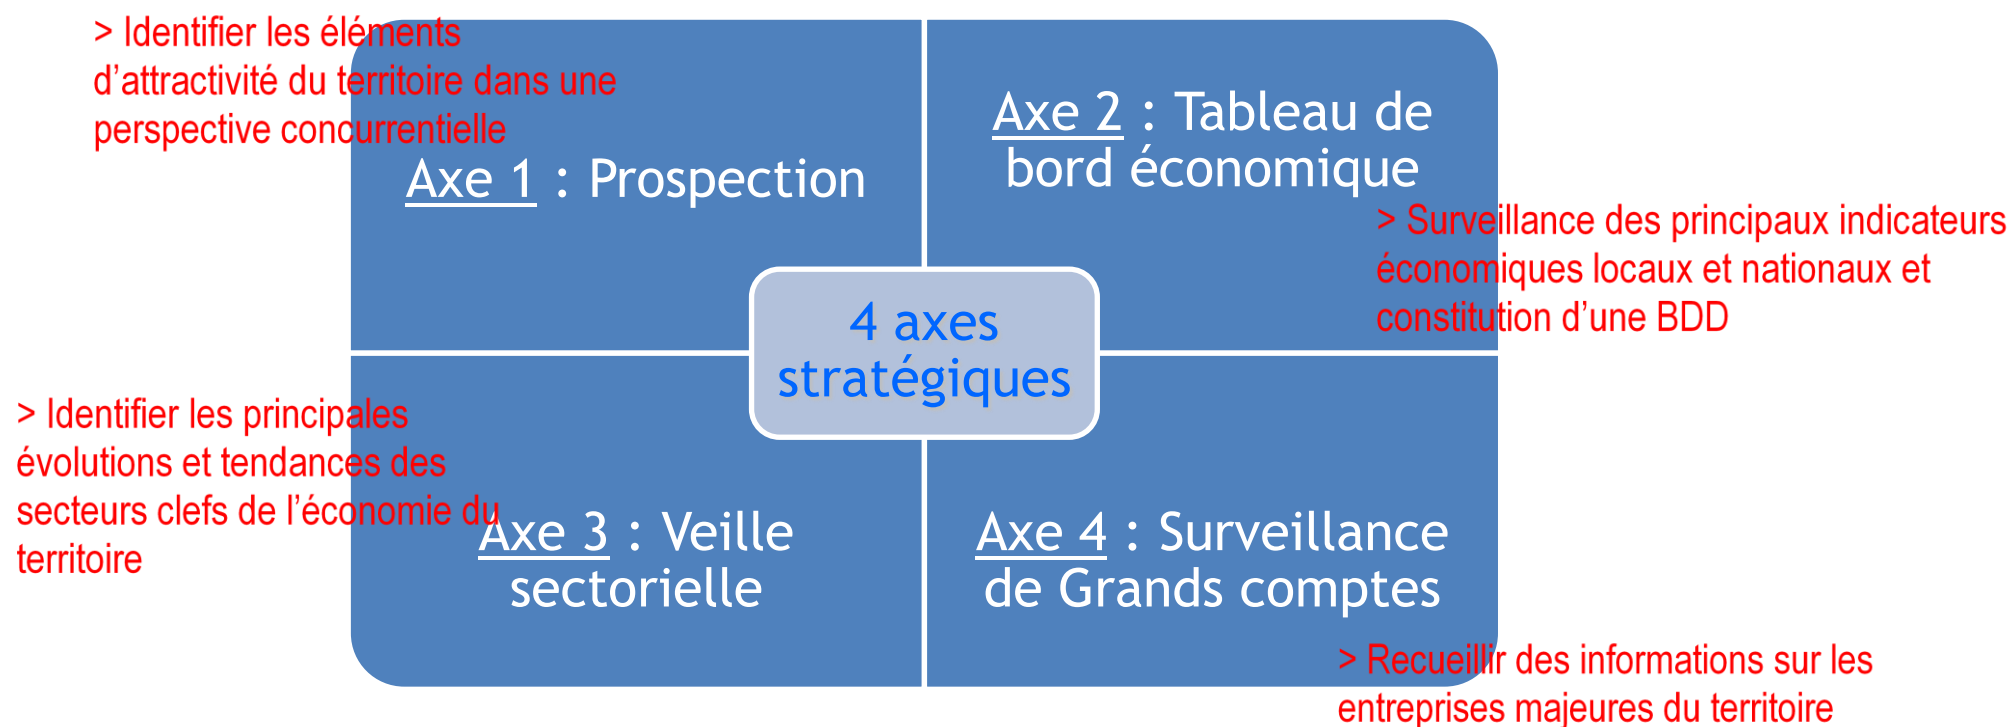 > Identifier les éléments
d’attractivité du territoire dans une
perspective concurrentielle
Axe 1 : Prospection
Axe 2 : Tableau de
bord économique
> Surveillance des principaux indicateurs
économiques locaux et nationaux et
constitution d’une BDD
4 axes
stratégiques
> Identifier les principales
évolutions et tendances des
secteurs clefs de l’économie du
territoire
Axe 3 : Veille
sectorielle
Axe 4 : Surveillance
de Grands comptes
> Recueillir des informations sur les
entreprises majeures du territoire